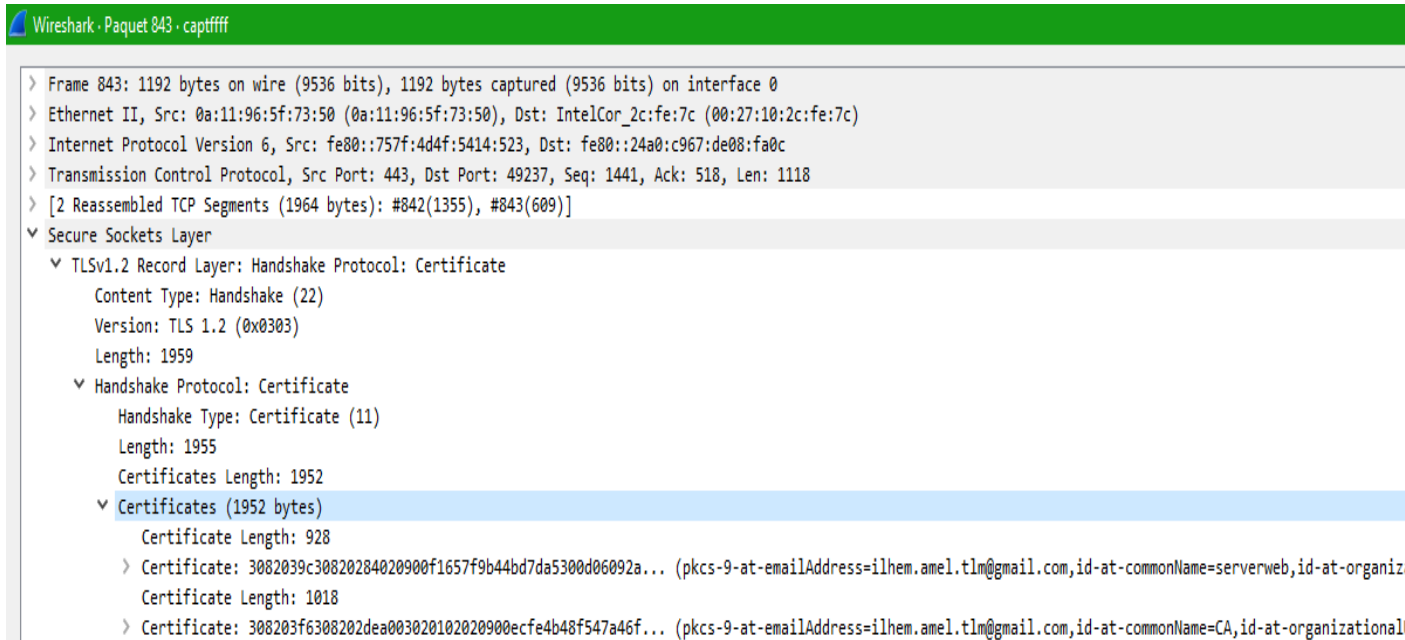 Wireshark · Paquet 843 · captffff
Frame 843: 1192 bytes on wire (9536 bits), 1192 bytes captured (9536 bits) on interface 0
Ethernet II, Src: 0a:11:96:5f:73:50 (0a:11:96:5f:73:50), Dst: IntelCor_2c:fe:7c (00:27:10:2c:fe:7c)
Internet Protocol Version 6, Src: fe80::757f:4d4f:5414:523, Dst: fe80::24a0:c967:de08:fa0c
Transmission Control Protocol, Src Port: 443, Dst Port: 49237, Seq: 1441, Ack: 518, Len: 1118
[2 Reassembled TCP Segments (1964 bytes): #842(1355), #843(609)]
Secure Sockets Layer
TLSv1.2 Record Layer: Handshake Protocol: Certificate
Content Type: Handshake (22)
Version: TLS 1.2 (0x0303)
Length: 1959
Handshake Protocol: Certificate
Handshake Type: Certificate (11)
Length: 1955
Certificates Length: 1952
Certificates (1952 bytes)
Certificate Length: 928
Certificate: 3082039c30820284020900f1657f9b44bd7da5300d06092a... (pkcs-9-at-emailAddress=ilhem.amel.tlm@gmail.com,id-at-commonName=serverweb,id-at-organiz
Certificate Length: 1018
Certificate: 308203f6308202dea003020102020900ecfe4b48f547a46f... (pkcs-9-at-emailAddress=ilhem.amel.tlm@gmail.com,id-at-commonName=CA,id-at-organizational